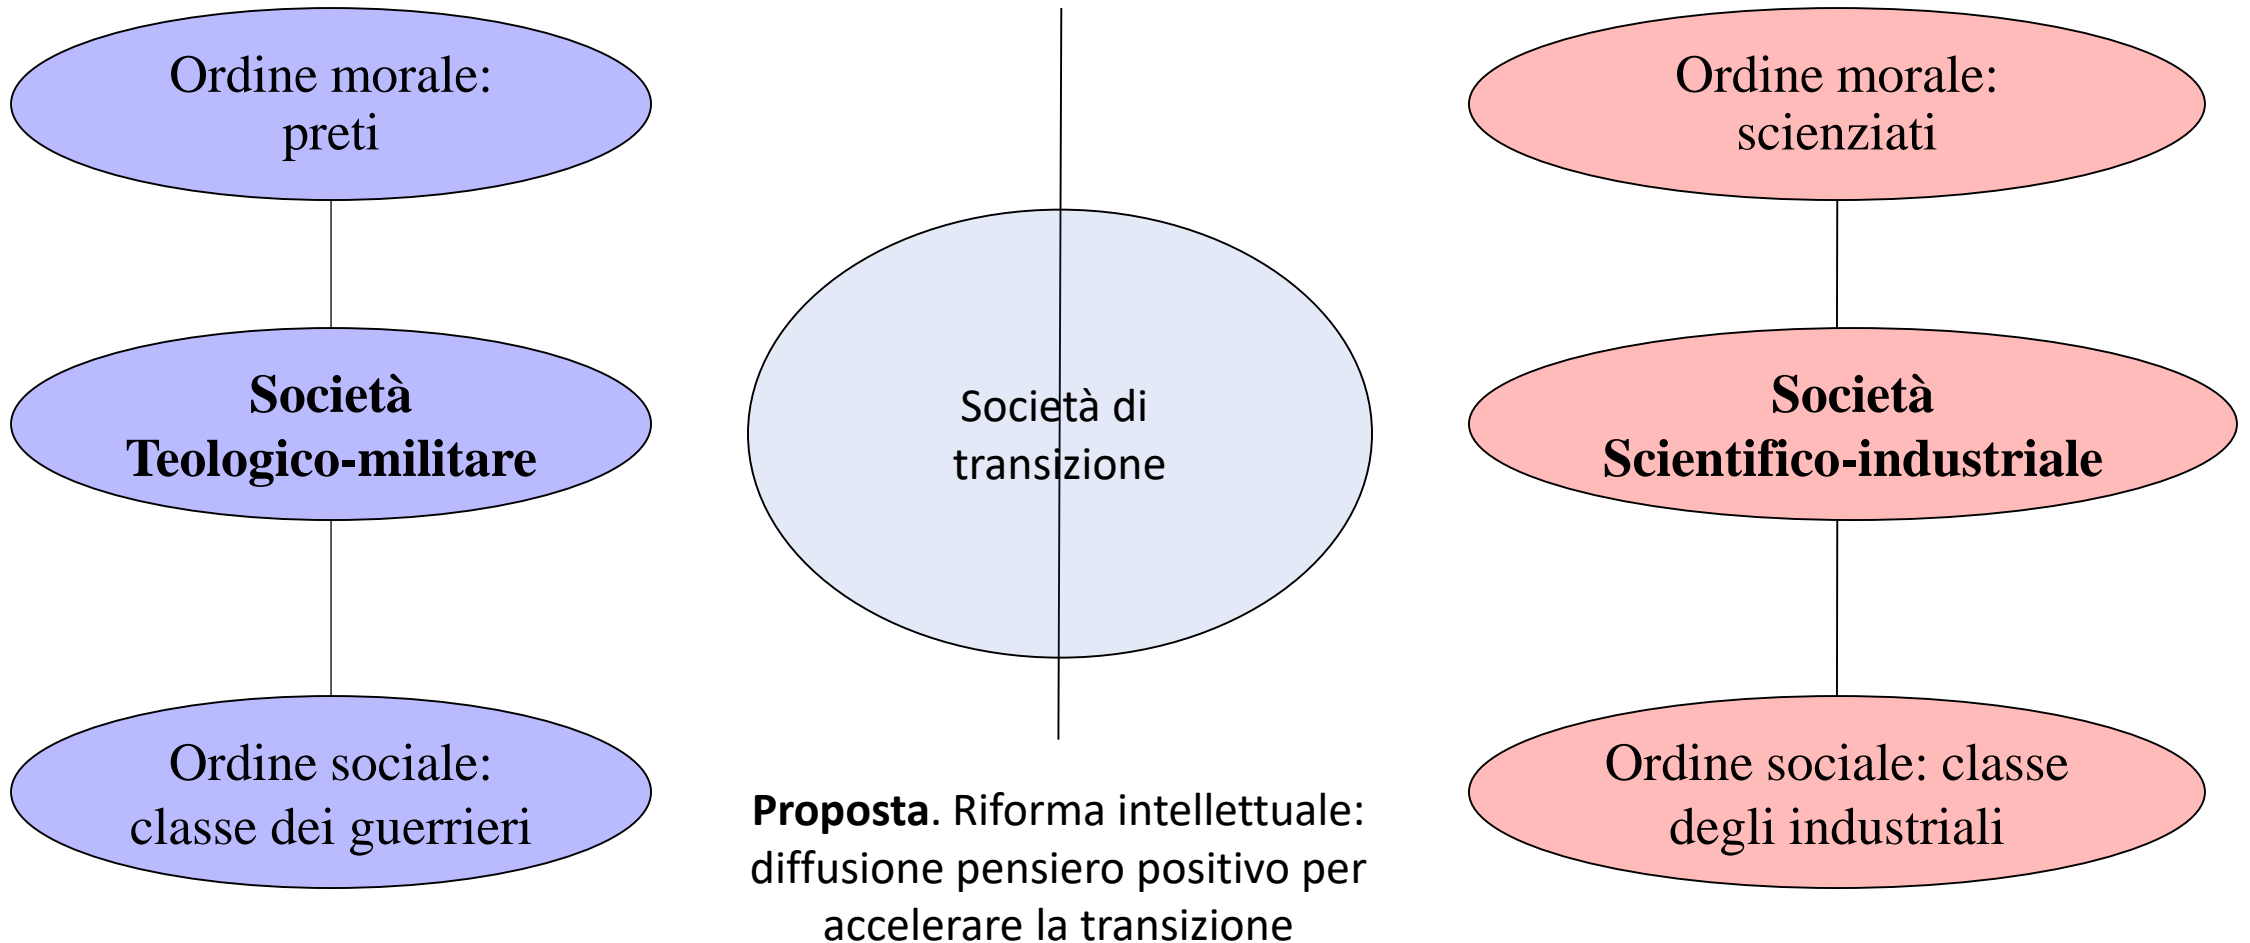 Ordine morale:
preti
Società
Teologico-militare
Ordine sociale:
classe dei guerrieri
Società di
transizione
Proposta. Riforma intellettuale:
diffusione pensiero positivo per
accelerare la transizione
Ordine morale:
scienziati
Società
Scientifico-industriale
Ordine sociale: classe
degli industriali